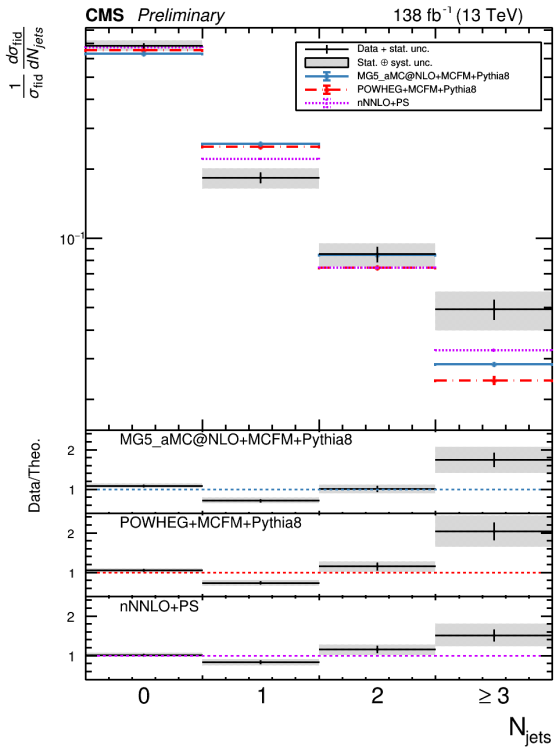 CMS Preliminary 138 fb⁻¹ (13 TeV)
1/σfid dσfid/dNjets
Data + stat. unc.
Stat. ⊕ syst. unc.
MG5_aMC@NLO+MCFM+Pythia8
POWHEG+MCFM+Pythia8
nNNLO+PS
10⁻¹
Data/Theo.
MG5_aMC@NLO+MCFM+Pythia8
2
1
POWHEG+MCFM+Pythia8
2
1
nNNLO+PS
2
1
0 1 2 ≥ 3
Njets